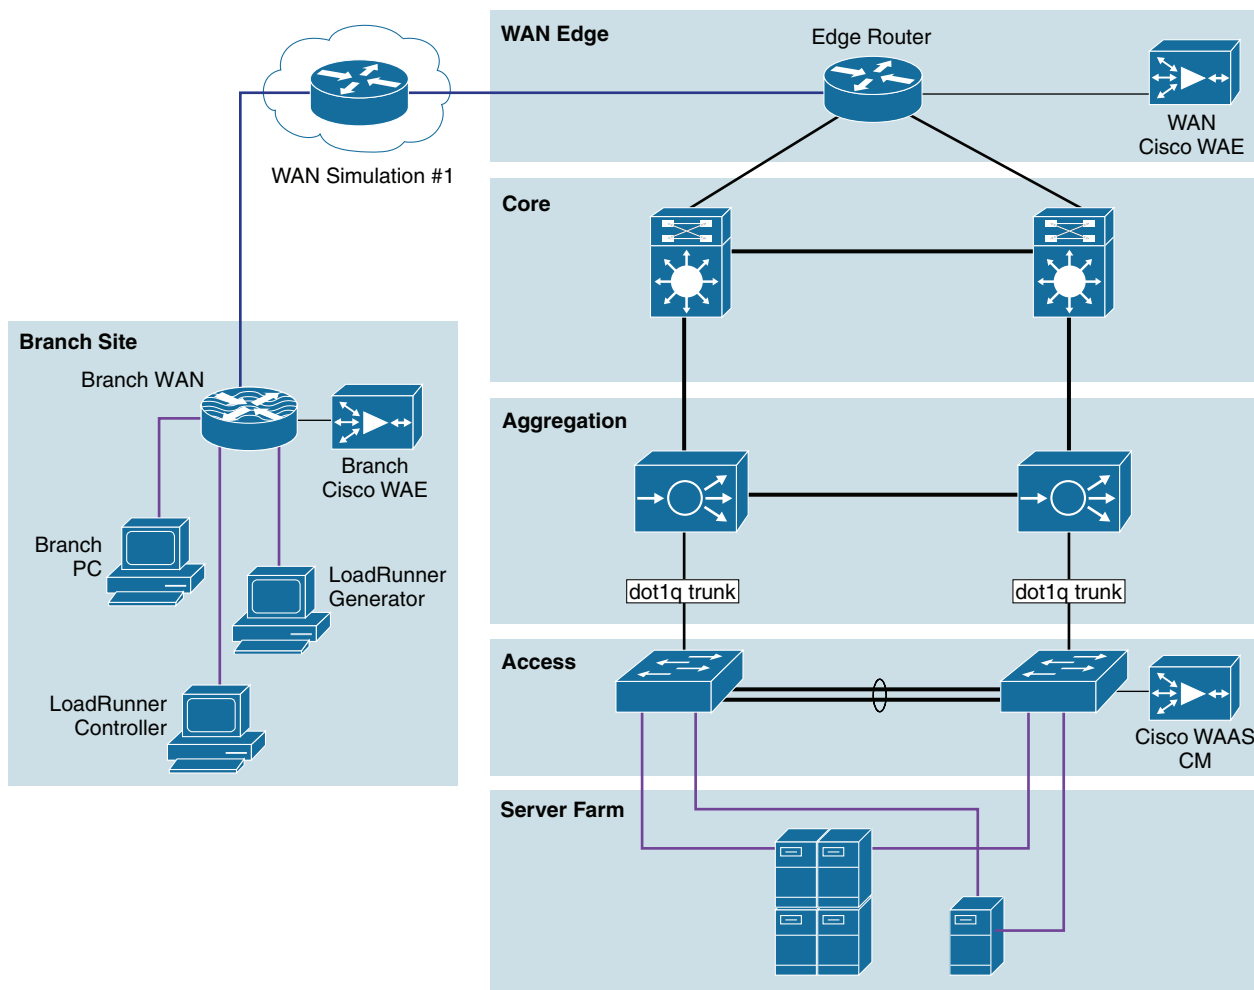 WAN Edge
Edge Router
WAN
Cisco WAE
WAN Simulation #1
Core
Branch Site
Branch WAN
Branch
Cisco WAE
Branch
PC
LoadRunner
Generator
LoadRunner
Controller
Aggregation
dot1q trunk
dot1q trunk
Access
Cisco WAAS
CM
Server Farm